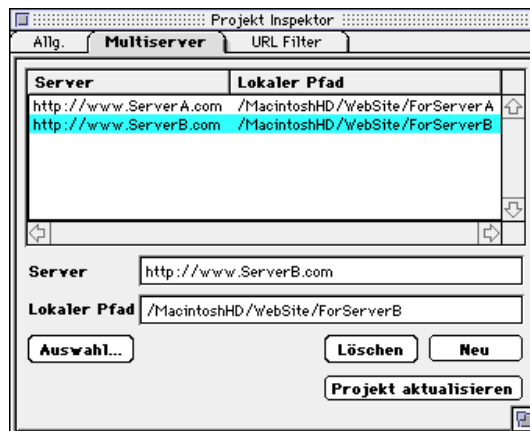 Projekt Inspektor
Allg. Multiserver URL Filter
Server Lokaler Pfad
http://www.ServerA.com /MacintoshHD/WebSite/ForServerA
http://www.ServerB.com /MacintoshHD/WebSite/ForServerB
Server http://www.ServerB.com
Lokaler Pfad /MacintoshHD/WebSite/ForServerB
Auswahl... Löschen Neu
Projekt aktualisieren